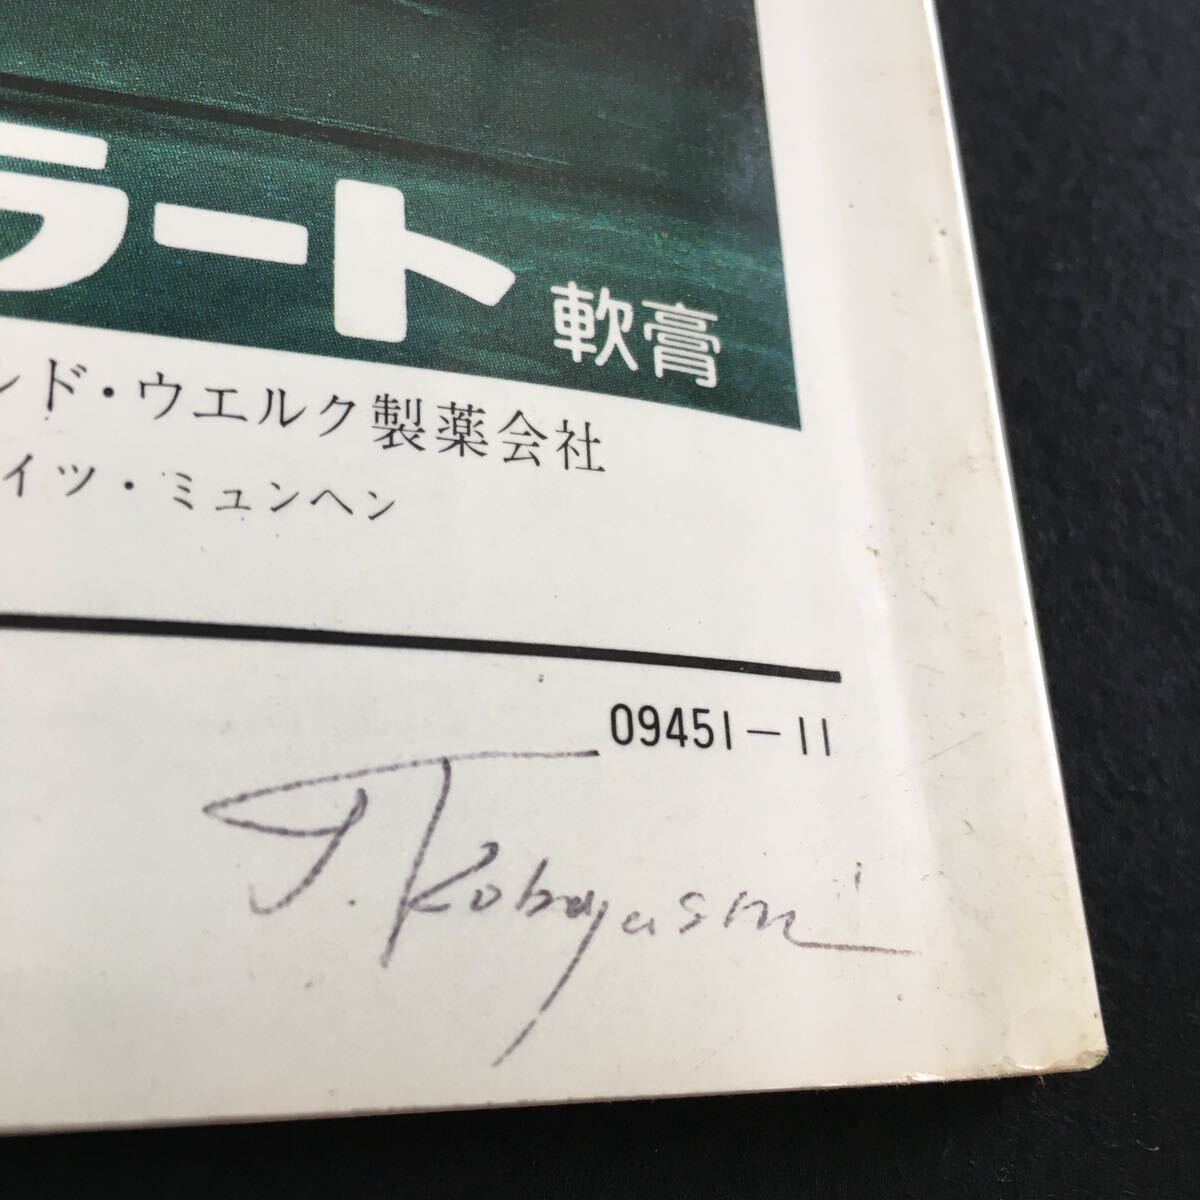 ラート 軟膏
ンド・ウエルク製薬会社
イツ・ミュンヘン
09451-11
T. Kobayashi